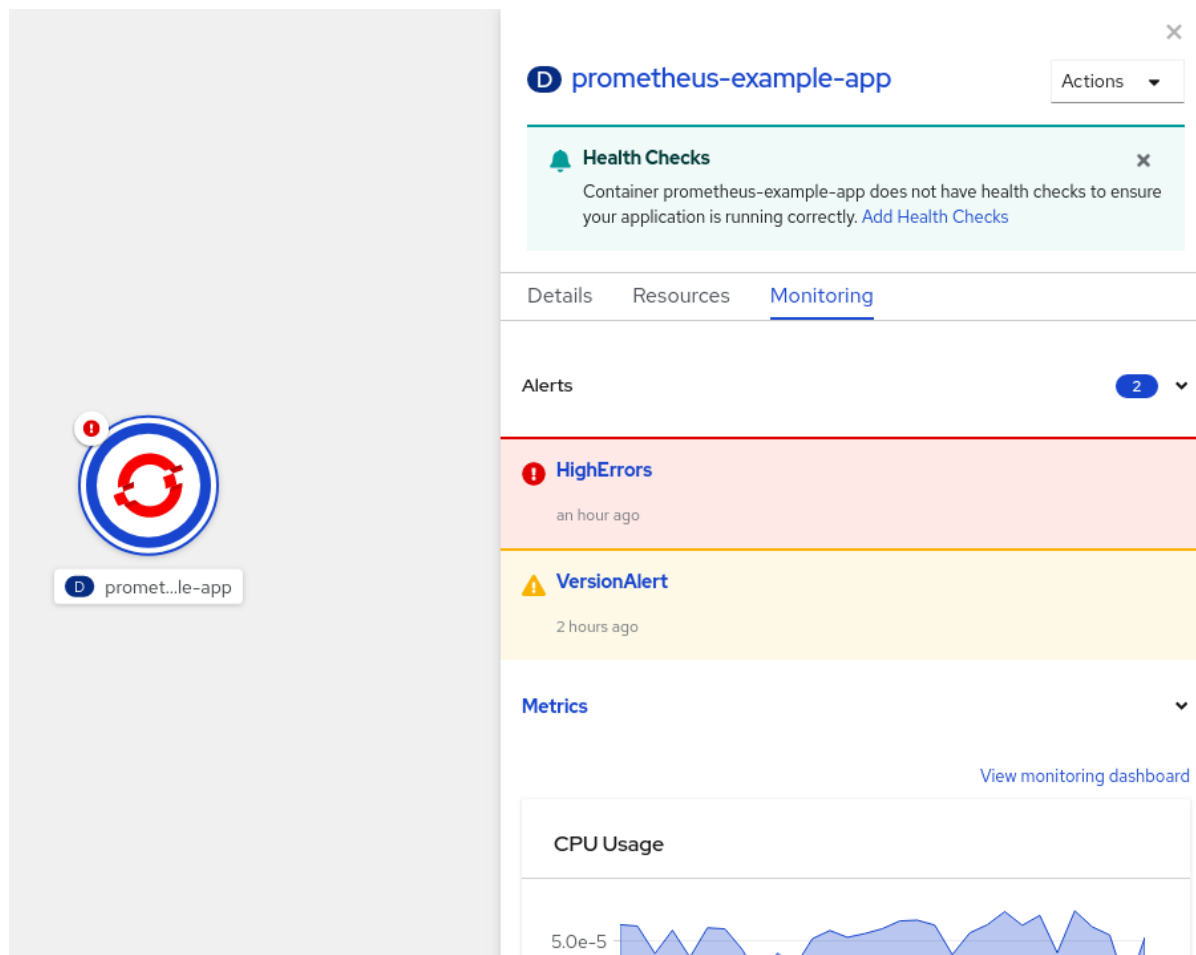 D prometheus-example-app
Actions
Health Checks
Container prometheus-example-app does not have health checks to ensure
your application is running correctly. Add Health Checks
Details Resources Monitoring
Alerts
2
HighErrors
an hour ago
D promet...le-app
VersionAlert
2 hours ago
Metrics
View monitoring dashboard
CPU Usage
5.0e-5